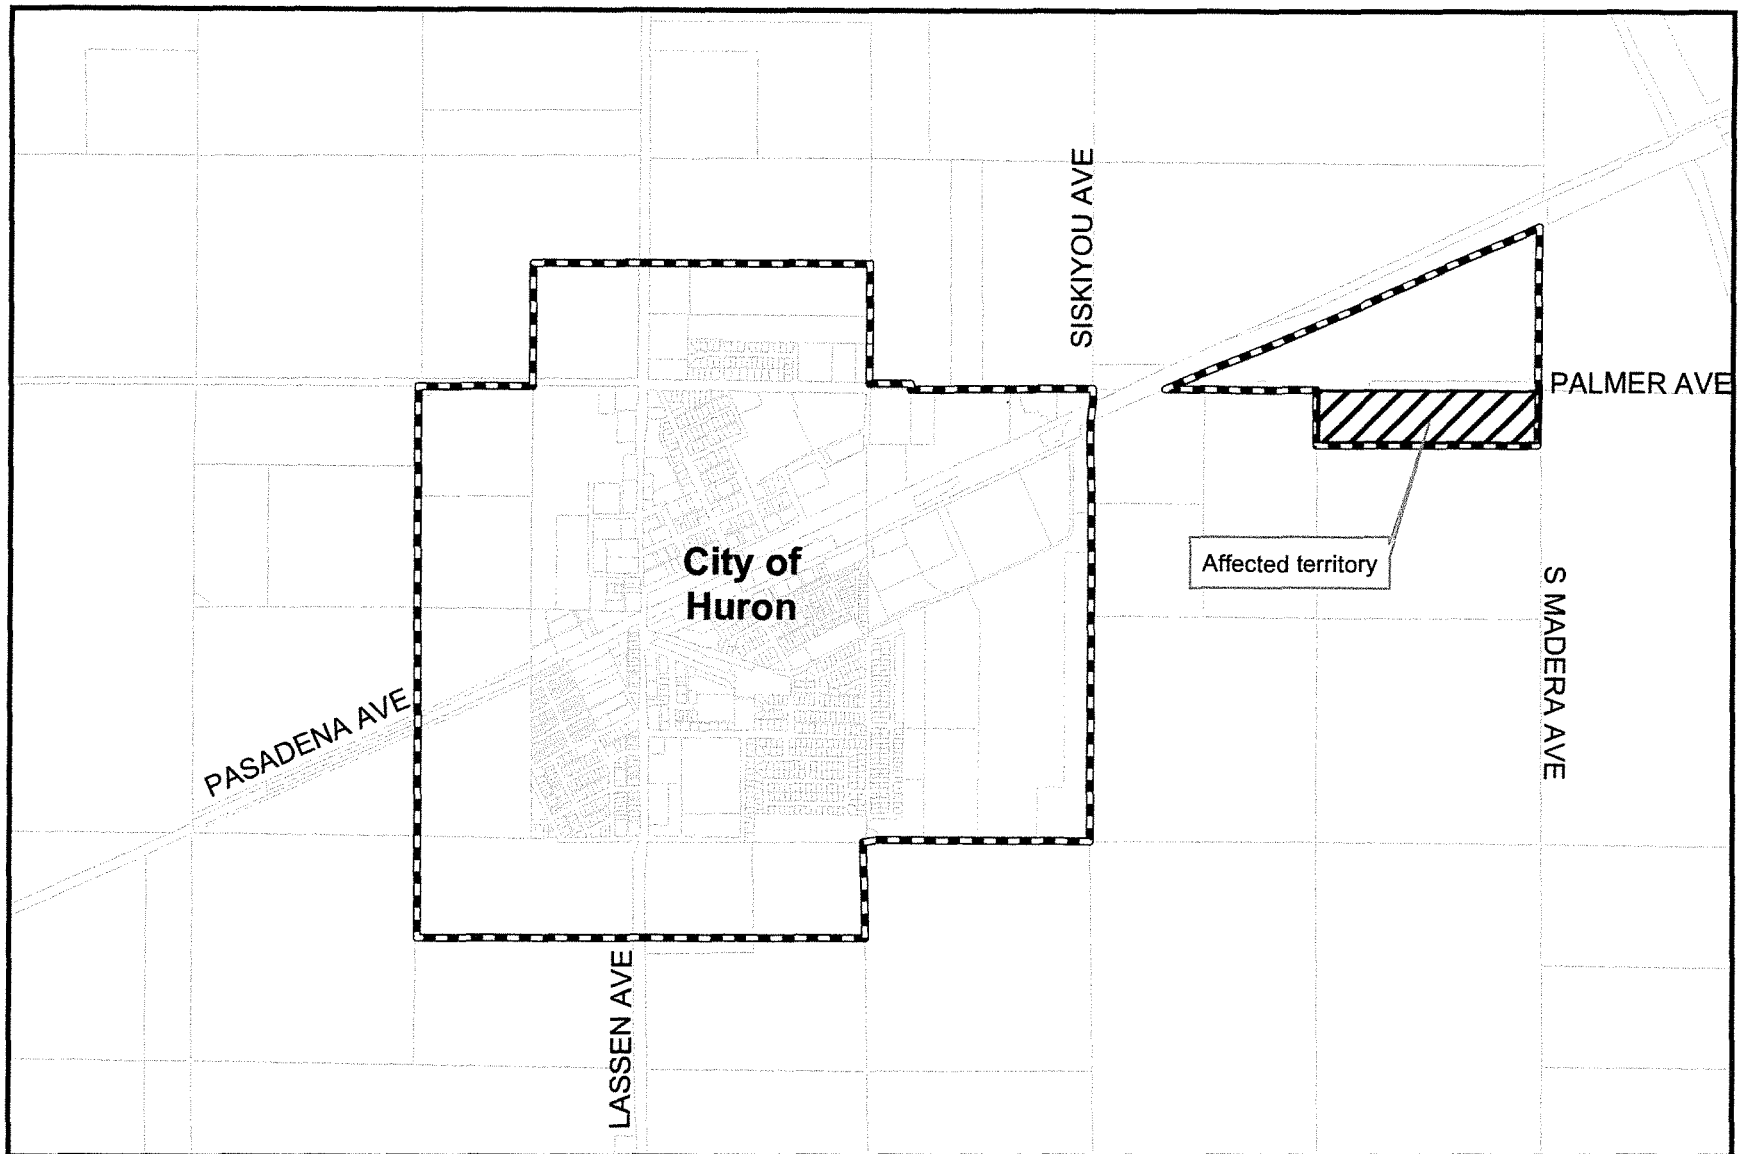 SISKIYOU AVE
PALMER AVE
City of
Huron
Affected territory
S MADERA AVE
PASADENA AVE
LASSEN AVE